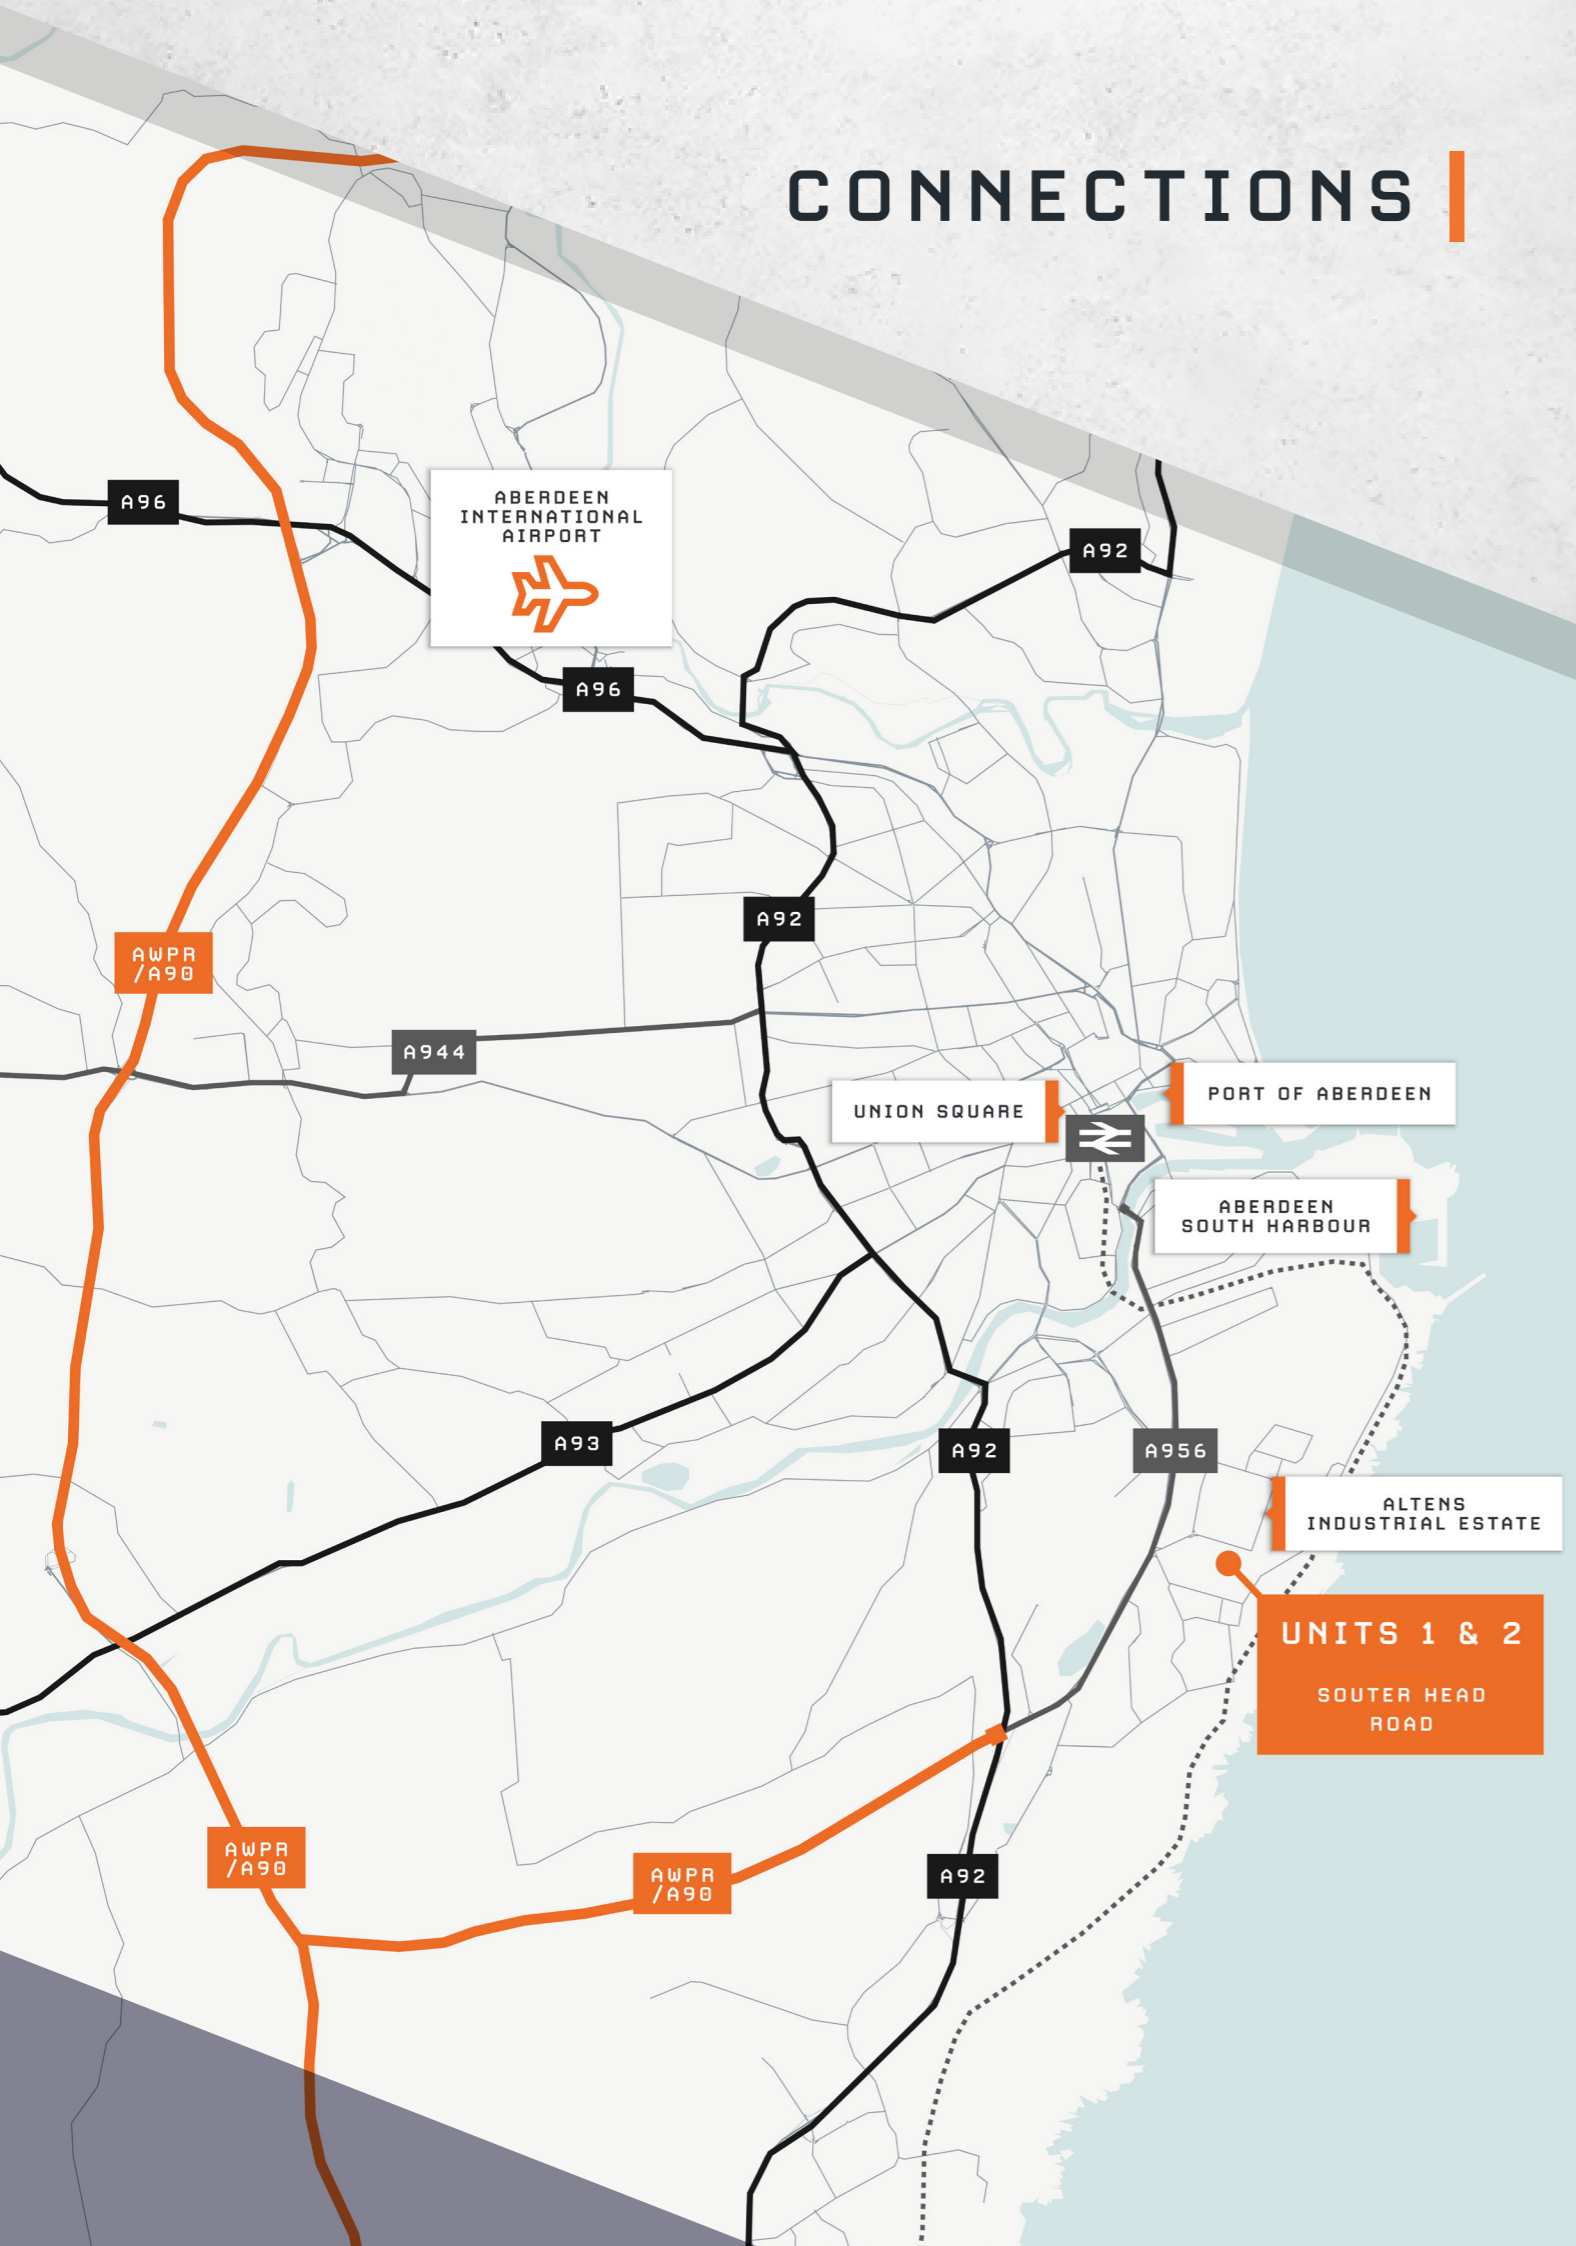 CONNECTIONS
A96
ABERDEEN
INTERNATIONAL
AIRPORT
A92
A96
A92
AWPR
/A90
A944
UNION SQUARE
PORT OF ABERDEEN
ABERDEEN
SOUTH HARBOUR
A93
A92
A956
ALTENS
INDUSTRIAL ESTATE
UNITS 1 & 2
SOUTER HEAD
ROAD
AWPR
/A90
AWPR
/A90
A92